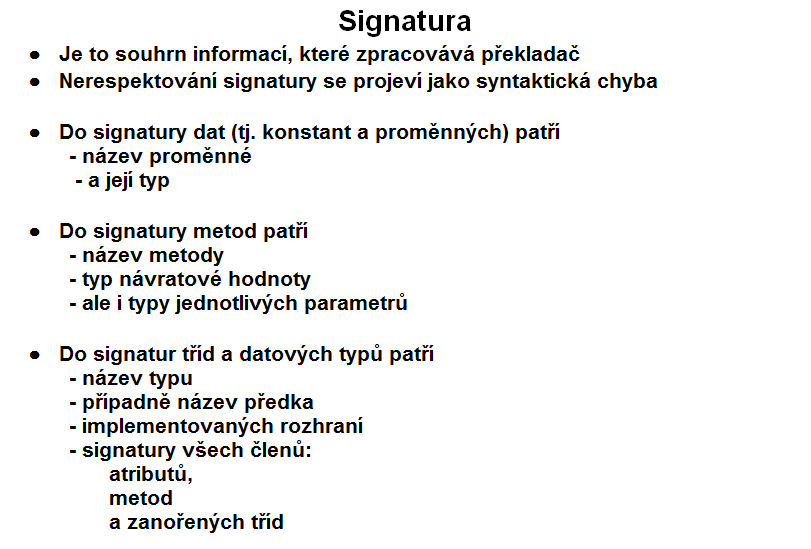 Signatura
● Je to souhrn informací, které zpracovává překladač
● Nerespektování signatury se projeví jako syntaktická chyba
● Do signatury dat (tj. konstant a proměnných) patří
- název proměnné
- a její typ
● Do signatury metod patří
- název metody
- typ návratové hodnoty
- ale i typy jednotlivých parametrů
● Do signatur tříd a datových typů patří
- název typu
- případně název předka
- implementovaných rozhraní
- signatury všech členů:
atributů,
metod
a zanořených tříd